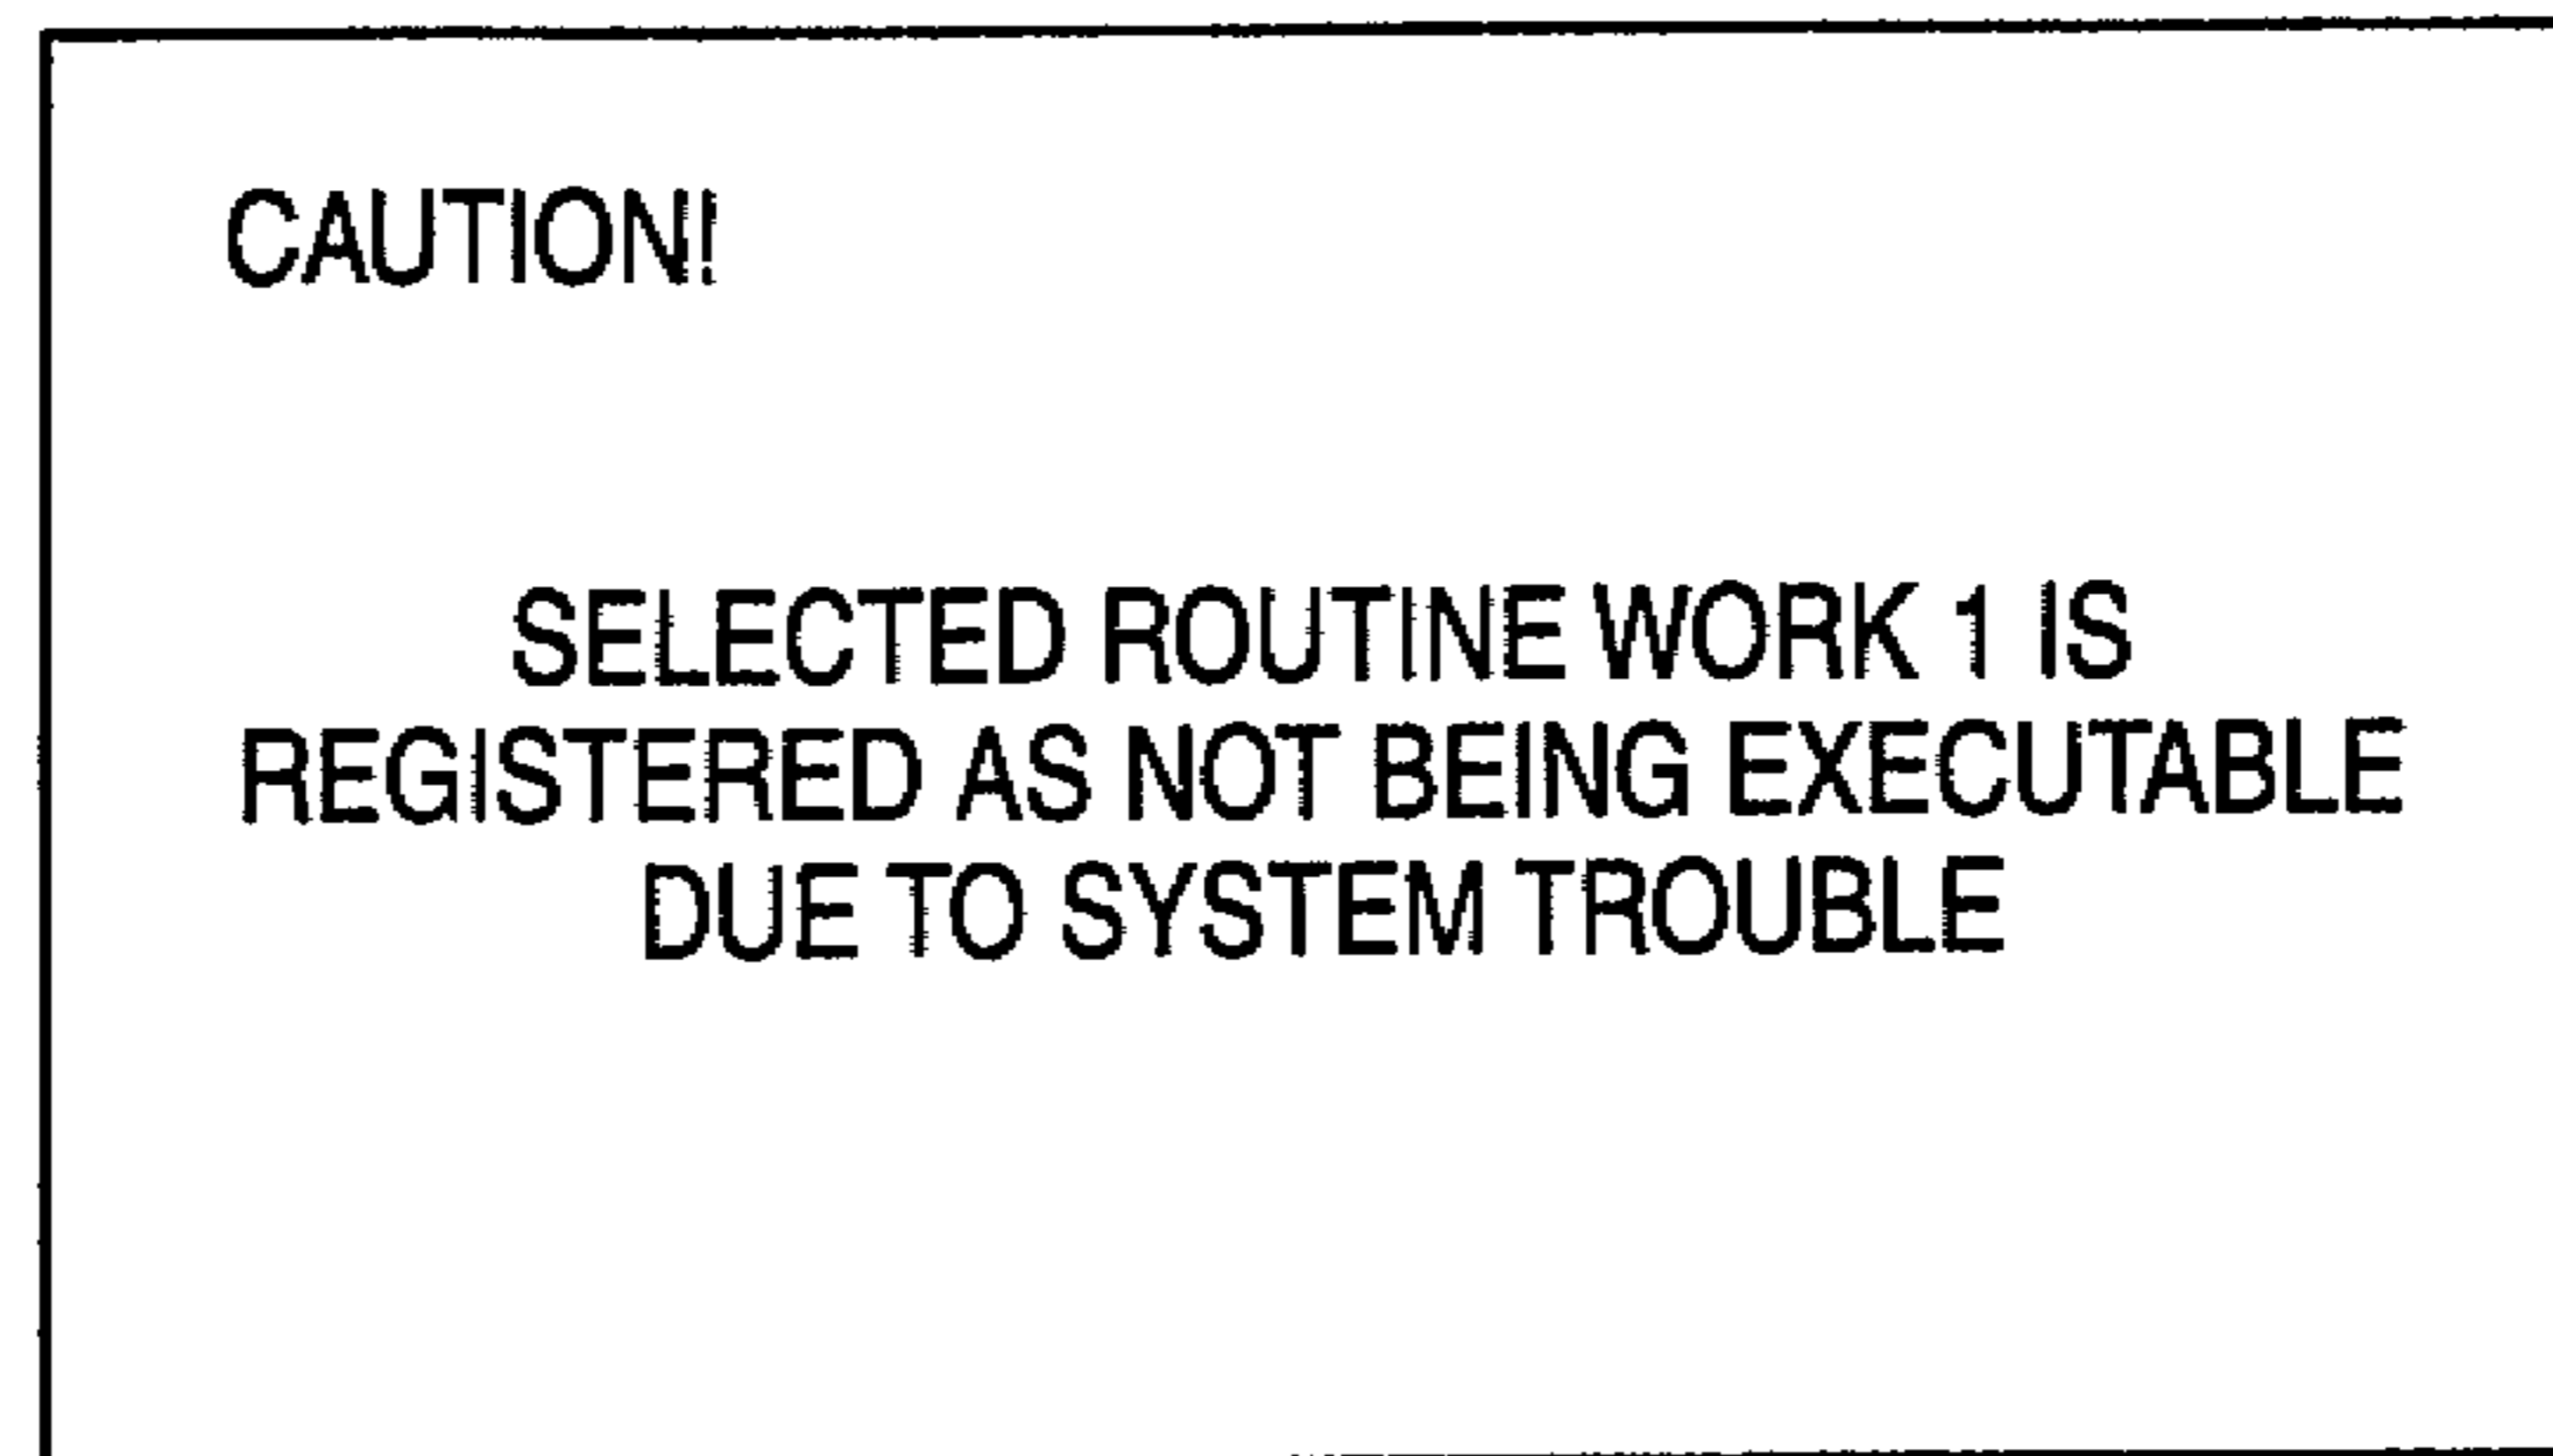 CAUTION!
SELECTED ROUTINE WORK 1 IS
REGISTERED AS NOT BEING EXECUTABLE
DUE TO SYSTEM TROUBLE